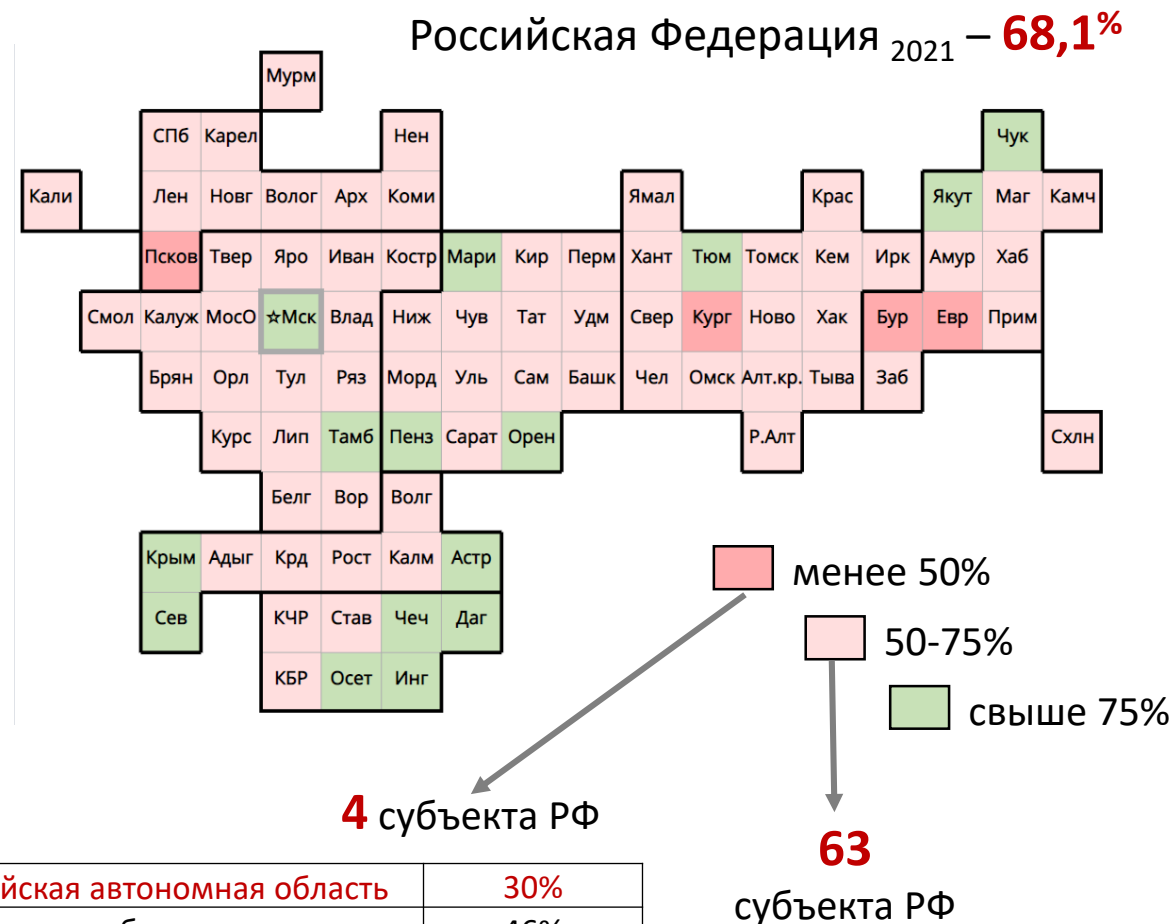 Российская Федерация 2021 – 68,1%
Мурм
СПб Карел Нен Чук
Кали Лен Новг Волог Арх Коми Ямал Крас Якут Маг Камч
Псков Твер Яро Иван Костр Мари Кир Перм Хант Тюм Томск Кем Ирк Амур Хаб
Смол Калуж МосО ☆Мск Влад Ниж Чув Тат Удм Свер Кург Ново Хак Бур Евр Прим
Брян Орл Тул Ряз Морд Уль Сам Башк Чел Омск Алт.кр. Тыва Заб
Курс Лип Тамб Пенз Сарат Орен Р.Алт Схлн
Белг Вор Волг
Крым Адыг Крд Рост Калм Астр
Сев КЧР Став Чеч Даг
КБР Осет Инг
менее 50%
50-75%
свыше 75%
4 субъекта РФ
63
субъекта РФ
йская автономная область 30%